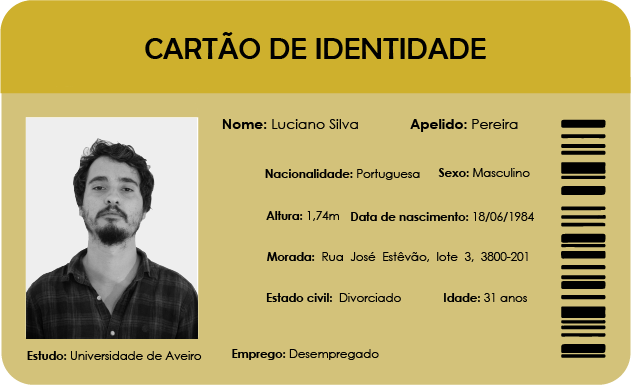 CARTÃO DE IDENTIDADE
Nome: Luciano Silva Apelido: Pereira
Nacionalidade: Portuguesa Sexo: Masculino
Altura: 1,74m Data de nascimento: 18/06/1984
Morada: Rua José Estêvão, lote 3, 3800-201
Estado civil: Divorciado Idade: 31 anos
Estudo: Universidade de Aveiro Emprego: Desempregado